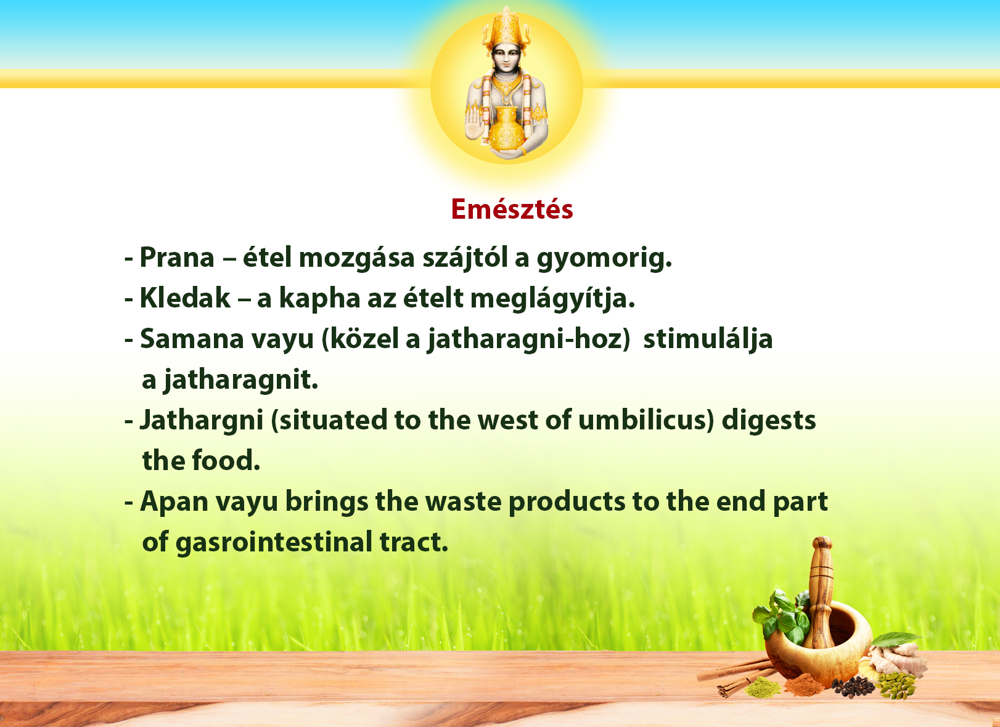 Emésztés
- Prana – étel mozgása szájtól a gyomorig.
- Kledak – a kapha az ételt meglágyítja.
- Samana vayu (közel a jatharagni-hoz)  stimulálja
a jatharagnit.
- Jathargni (situated to the west of umbilicus) digests
the food.
- Apan vayu brings the waste products to the end part
of gasrointestinal tract.